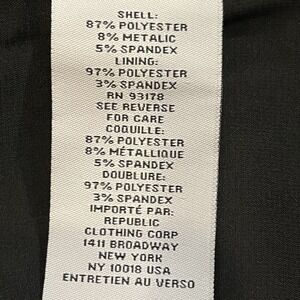 SHELL:
87% POLYESTER
8% METALIC
5% SPANDEX
LINING:
97% POLYESTER
3% SPANDEX
RN 93178
SEE REVERSE
FOR CARE
COQUILLE:
87% POLYESTER
8% MÉTALLIQUE
5% SPANDEX
DOUBLURE:
97% POLYESTER
3% SPANDEX
IMPORTÉ PAR:
REPUBLIC
CLOTHING CORP
1411 BROADWAY
NEW YORK
NY 10018 USA
ENTRETIEN AU VERSO